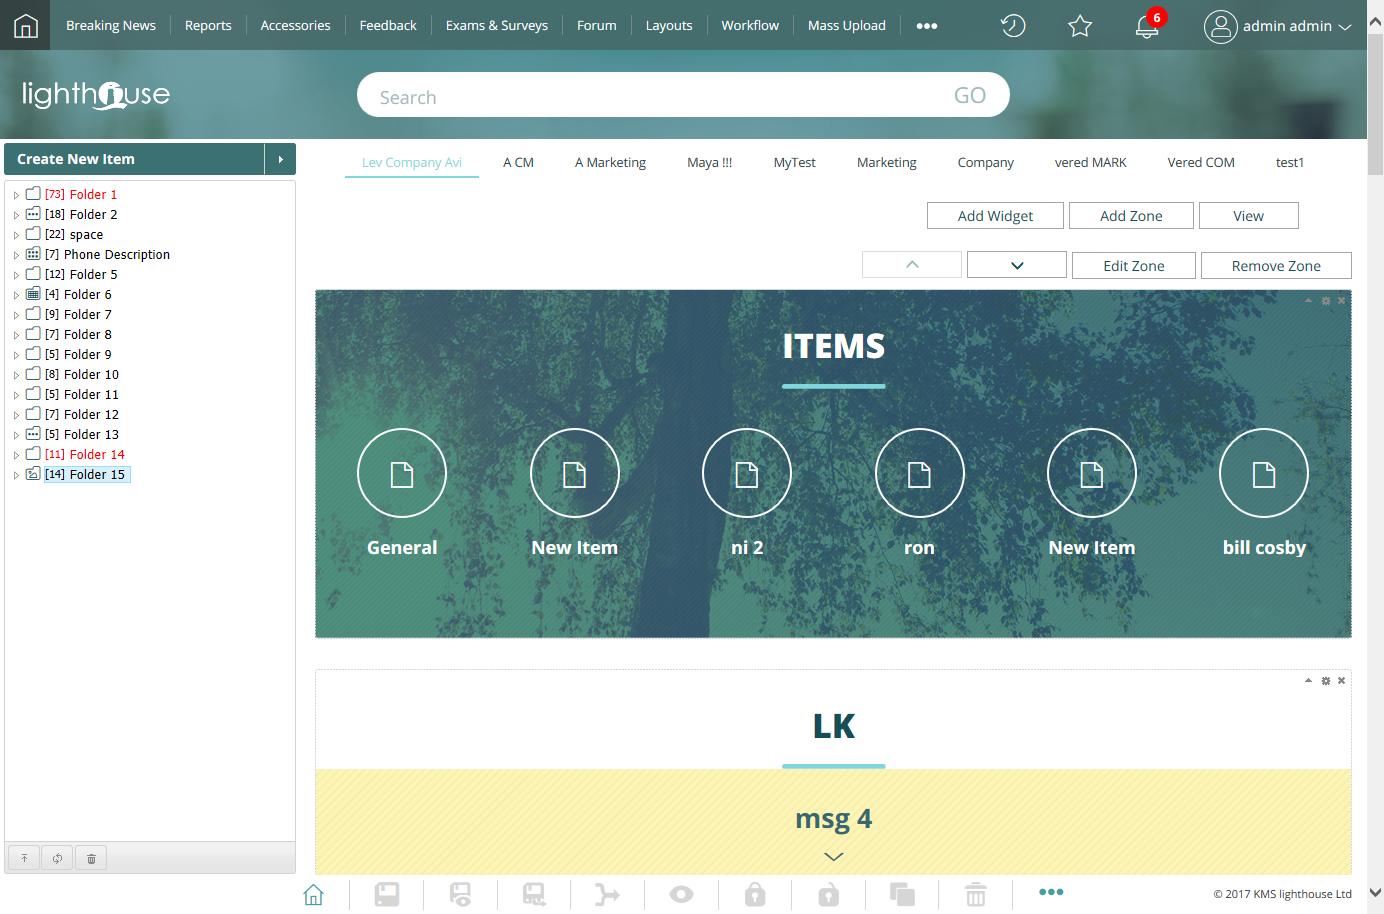 Breaking News Reports Accessories Feedback Exams & Surveys Forum Layouts Workflow Mass Upload 6 admin admin
lighthouse
Search GO
Create New Item
Lev Company Avi A CM A Marketing Maya !!! MyTest Marketing Company vered MARK Vered COM test1
[73] Folder 1
[18] Folder 2
[22] space
[7] Phone Description
[12] Folder 5
[4] Folder 6
[9] Folder 7
[7] Folder 8
[5] Folder 9
[8] Folder 10
[5] Folder 11
[7] Folder 12
[5] Folder 13
[11] Folder 14
[14] Folder 15
Add Widget Add Zone View
Edit Zone Remove Zone
ITEMS
General New Item ni 2 ron New Item bill cosby
LK
msg 4
© 2017 KMS lighthouse Ltd